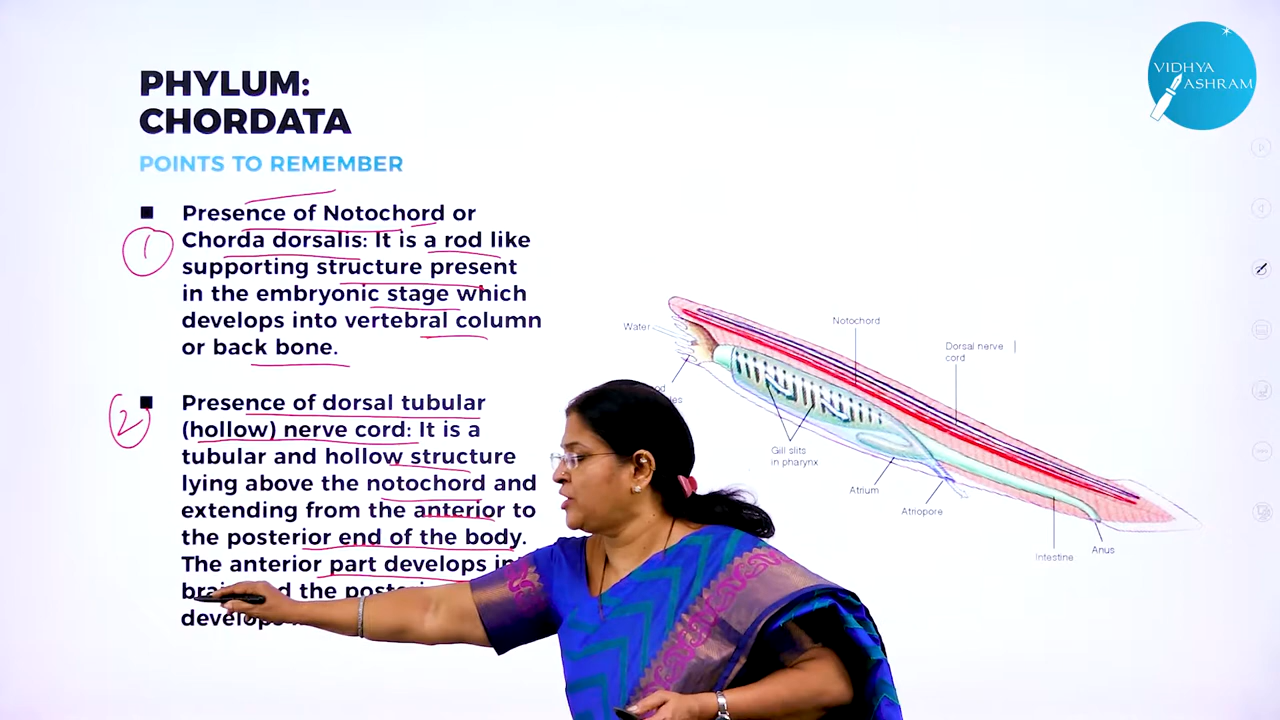 VIDHYA
ASHRAM
PHYLUM:
CHORDATA
POINTS TO REMEMBER
Presence of Notochord or
Chorda dorsalis: It is a rod like
supporting structure present
in the embryonic stage which
develops into vertebral column
or back bone.
1
Presence of dorsal tubular
(hollow) nerve cord: It is a
tubular and hollow structure
lying above the notochord and
extending from the anterior to
the posterior end of the body.
The anterior part develops
the
2
Water
Notochord
Dorsal nerve
cord
Gill slits
in pharynx
Atrium
Atriopore
Intestine
Anus